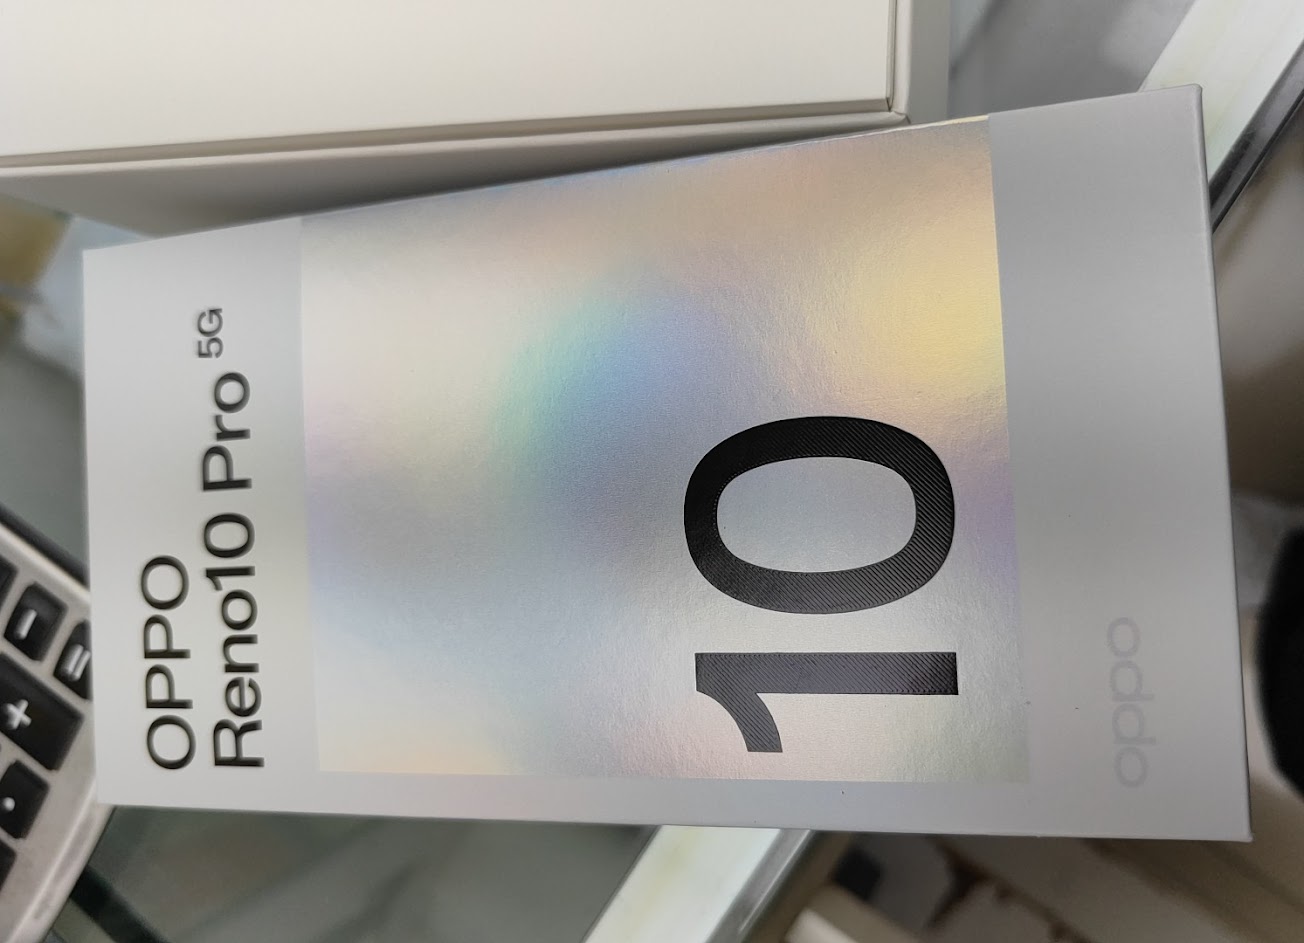 OPPO
Reno10 Pro 5G
10
oppo
-
=
+
.